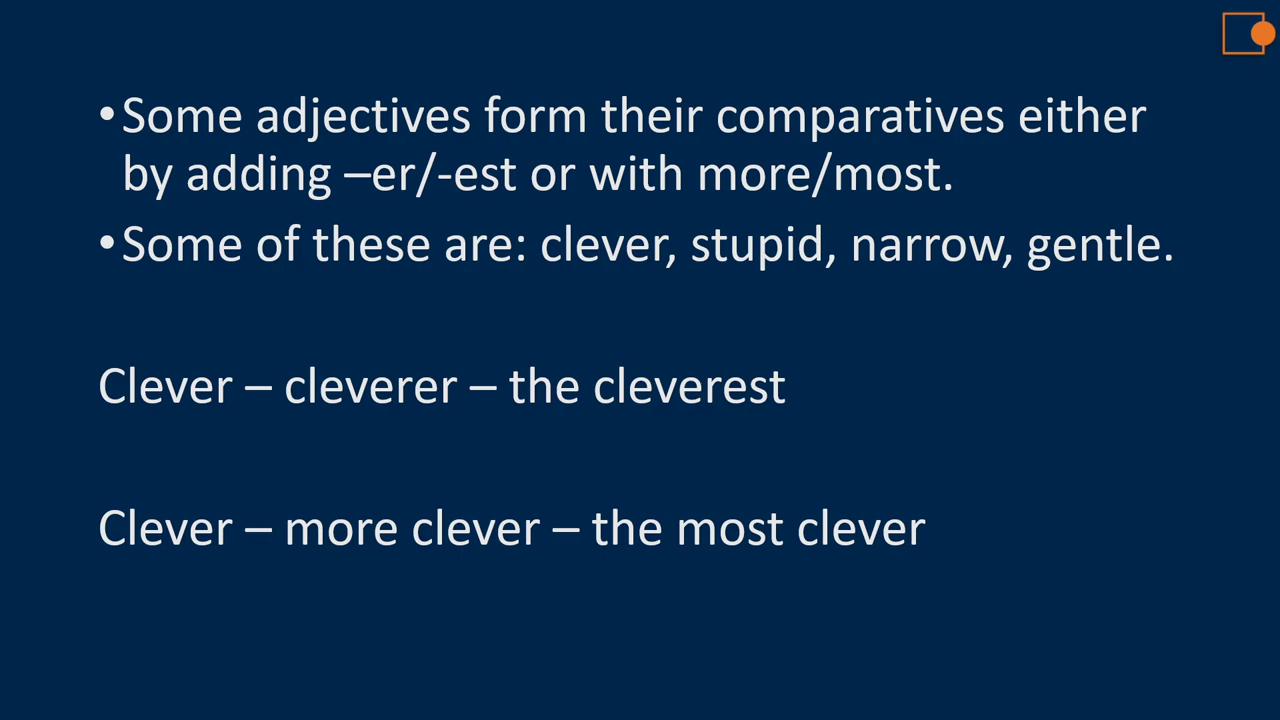 •Some adjectives form their comparatives either
by adding –er/-est or with more/most.
•Some of these are: clever, stupid, narrow, gentle.
Clever – cleverer – the cleverest
Clever – more clever – the most clever